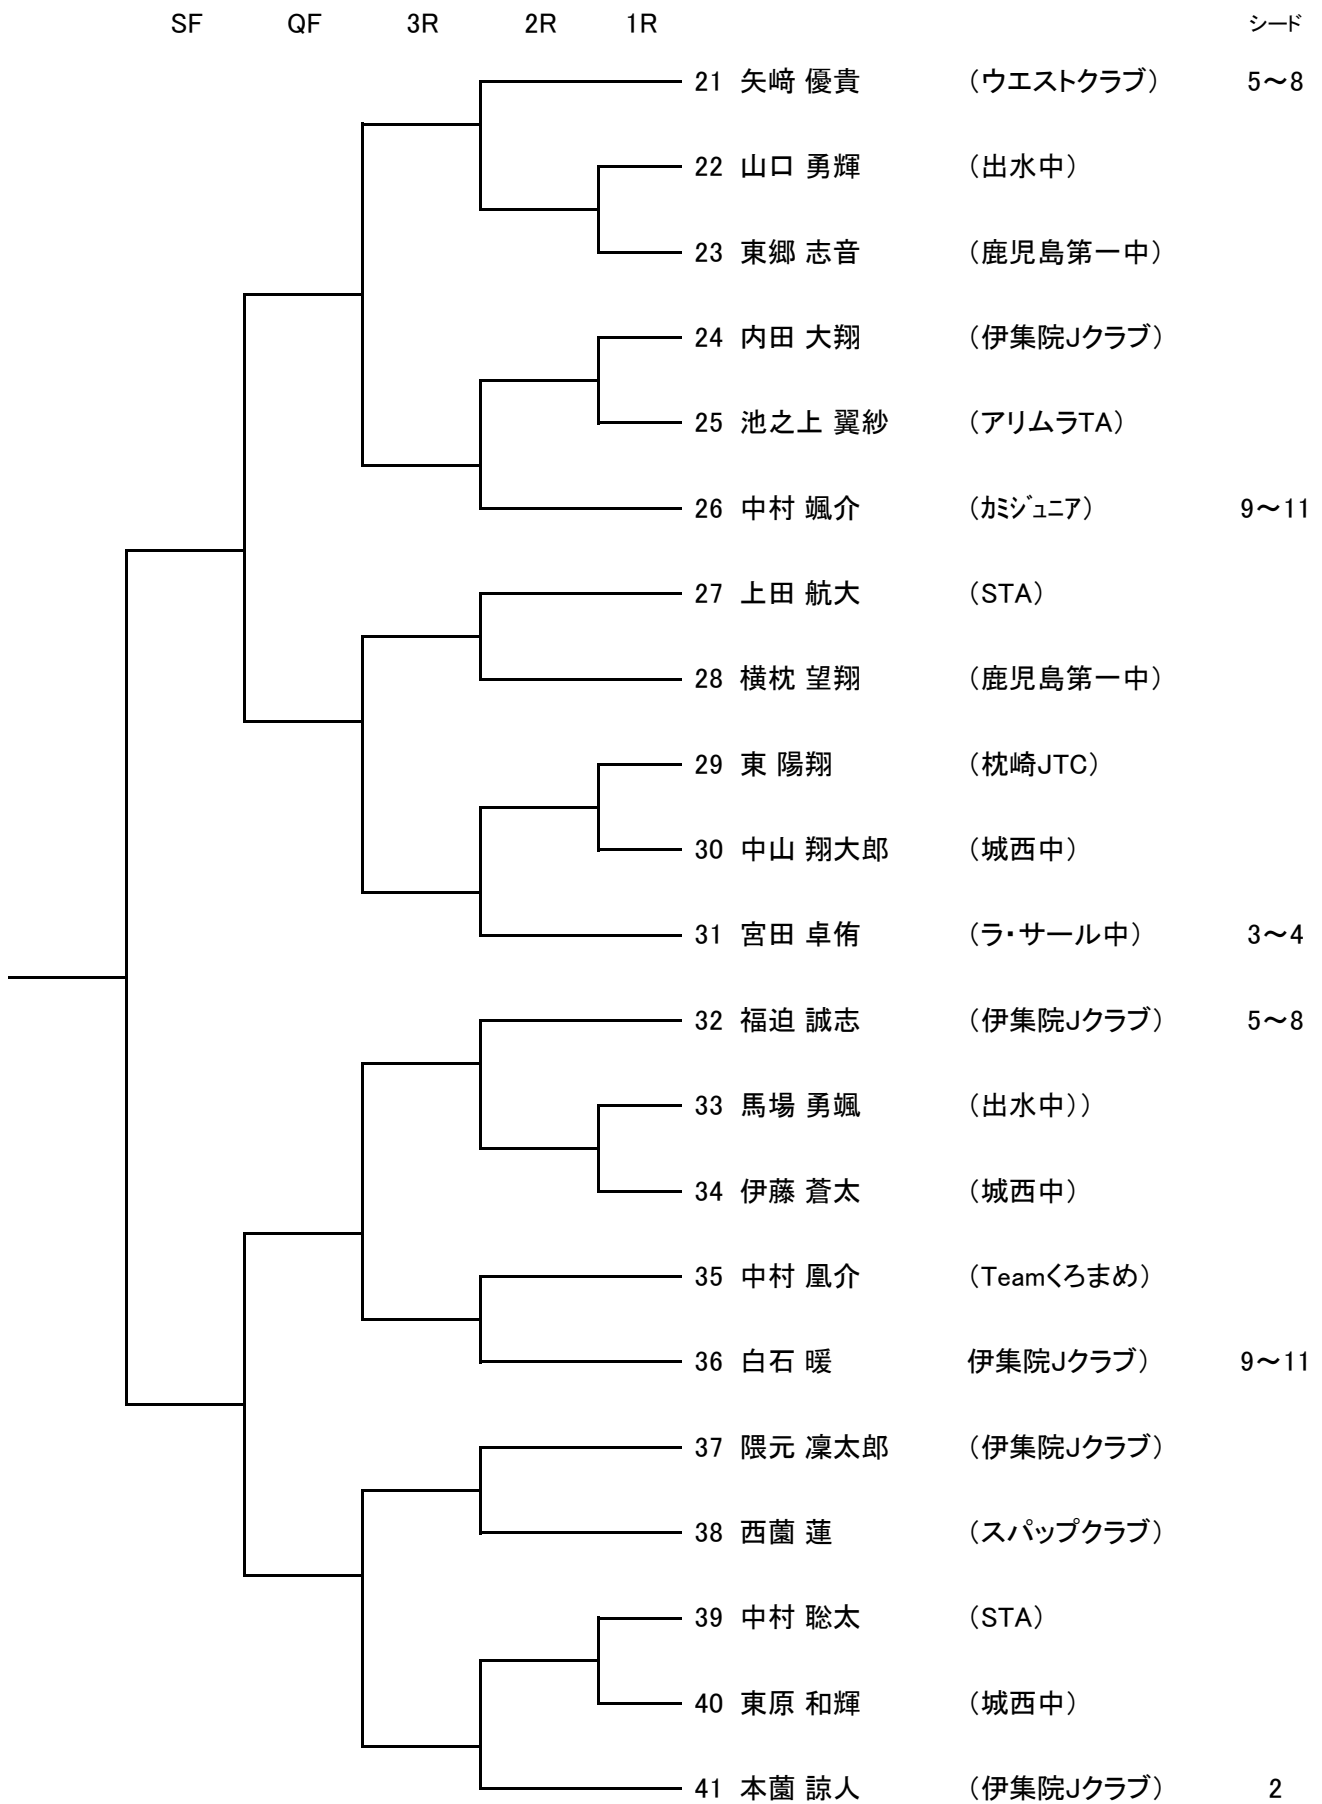 SF QF 3R 2R 1R シード
21 矢﨑 優貴 （ウエストクラブ） 5～8
22 山口 勇輝 （出水中）
23 東郷 志音 （鹿児島第一中）
24 内田 大翔 （伊集院Jクラブ）
25 池之上 翼紗 （アリムラTA）
26 中村 颯介 （ｶﾐｼﾞｭﾆｱ） 9～11
27 上田 航大 （STA）
28 横枕 望翔 （鹿児島第一中）
29 東 陽翔 （枕崎JTC）
30 中山 翔大郎 （城西中）
31 宮田 卓侑 （ラ・サール中） 3～4
32 福迫 誠志 （伊集院Jクラブ） 5～8
33 馬場 勇颯 （出水中））
34 伊藤 蒼太 （城西中）
35 中村 凰介 （Teamくろまめ）
36 白石 暖 伊集院Jクラブ） 9～11
37 隈元 凜太郎 （伊集院Jクラブ）
38 西薗 蓮 （スパップクラブ）
39 中村 聡太 （STA）
40 東原 和輝 （城西中）
41 本薗 諒人 （伊集院Jクラブ） 2